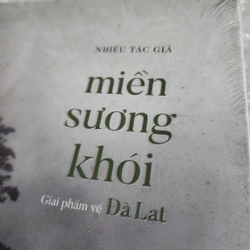 NHIỀU TÁC GIẢ
miền
sương
khói
Giai phẩm về Đà Lạt